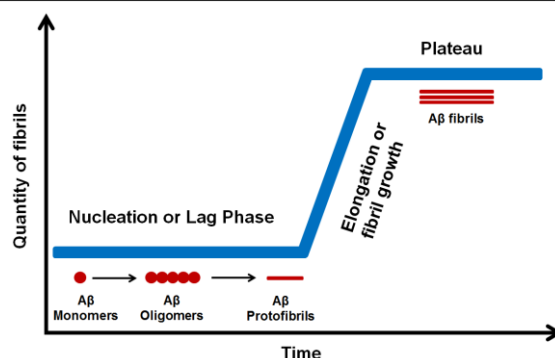 Plateau
Aβ fibrils
Quantity of fibrils
Elongation or
fibril growth
Nucleation or Lag Phase
Aβ
Monomers
Aβ
Oligomers
Aβ
Protofibrils
Time